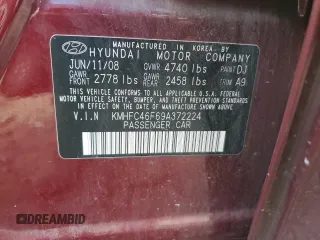 MANUFACTURED IN KOREA BY
HYUNDAI MOTOR COMPANY
JUN/11/08 GVWR 4740 lbs PAINT DJ
GAWR FRONT 2778 lbs GAWR REAR 2458 lbs TRIM A9
THIS VEHICLE CONFORMS TO ALL APPLICABLE
FEDERAL MOTOR VEHICLE SAFETY, BUMPER, AND
THEFT PREVENTION STANDARDS IN EFFECT ON
THE DATE OF MANUFACTURE SHOWN ABOVE.
V.I.N KMHFC46F69A372224
PASSENGER CAR
© DREAMBID